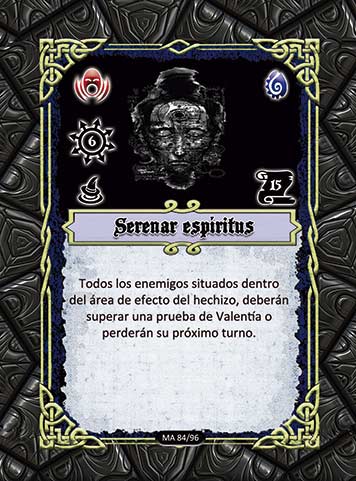 6
15
Serenar espíritus
Todos los enemigos situados dentro
del área de efecto del hechizo, deberán
superar una prueba de Valentía o
perderán su próximo turno.
MA 84/96